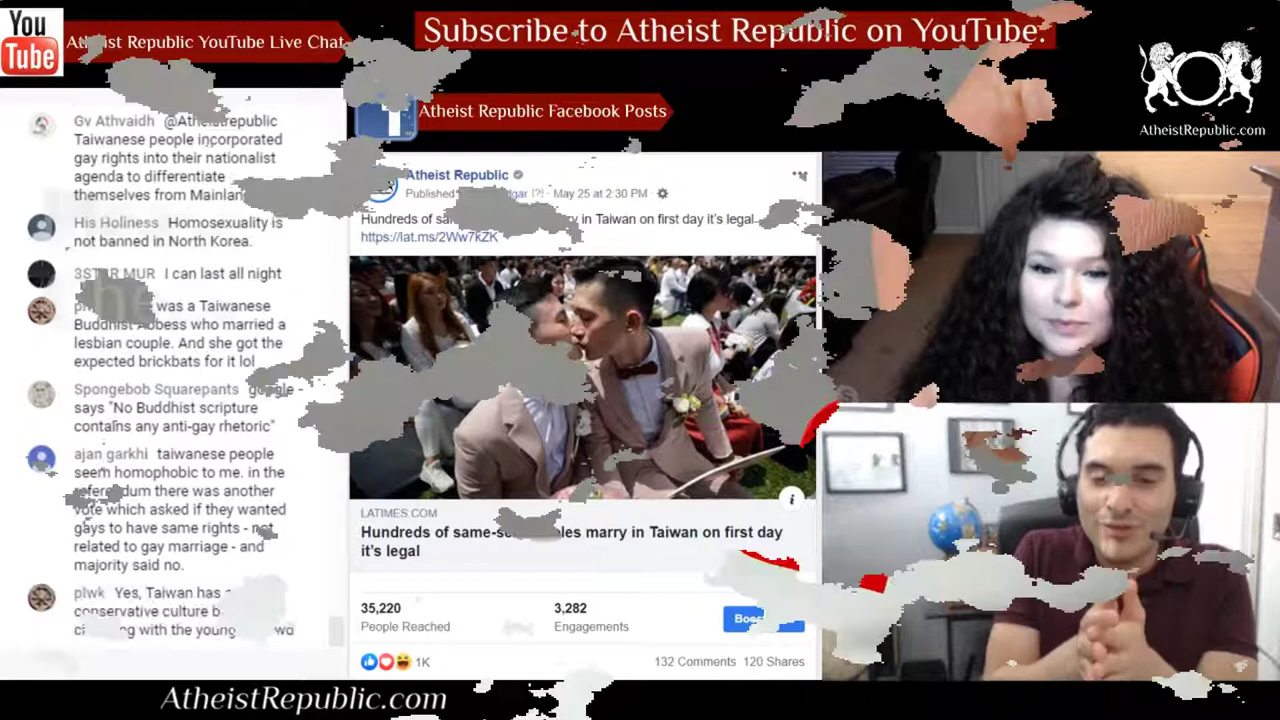 You
Tube
Atheist Republic YouTube Live Chat
Subscribe to Atheist Republic on YouTube.
AtheistRepublic.com
Atheist Republic Facebook Posts
Gv Athvaidh @Atheistrepublic
Taiwanese people incorporated
gay rights into their nationalist
agenda to differentiate
themselves from
His Holiness Homosexuality is
not banned in North Korea.
3STAR MUR I can last all night
was a Taiwanese
Buddhist Abbess who married a
lesbian couple. And she got the
expected brickbats for it lol
Spongebob Squarepants google -
says "No Buddhist scripture
contains any anti-gay rhetoric"
ajan garkhi taiwanese people
seem homophobic to me. in the
referendum there was another
vote which asked if they wanted
gays to have same rights - not
related to gay marriage - and
majority said no.
plwk Yes, Taiwan has
conservative culture
with the young
Atheist Republic
Published May 25 at 2:30 PM
Hundreds of in Taiwan on first day it's legal
https://lat.ms/2Ww7kZK
LATIMES.COM
Hundreds of same-sex couples marry in Taiwan on first day
it's legal
35,220
People Reached
3,282
Engagements
Boost
1K
132 Comments 120 Shares
AtheistRepublic.com